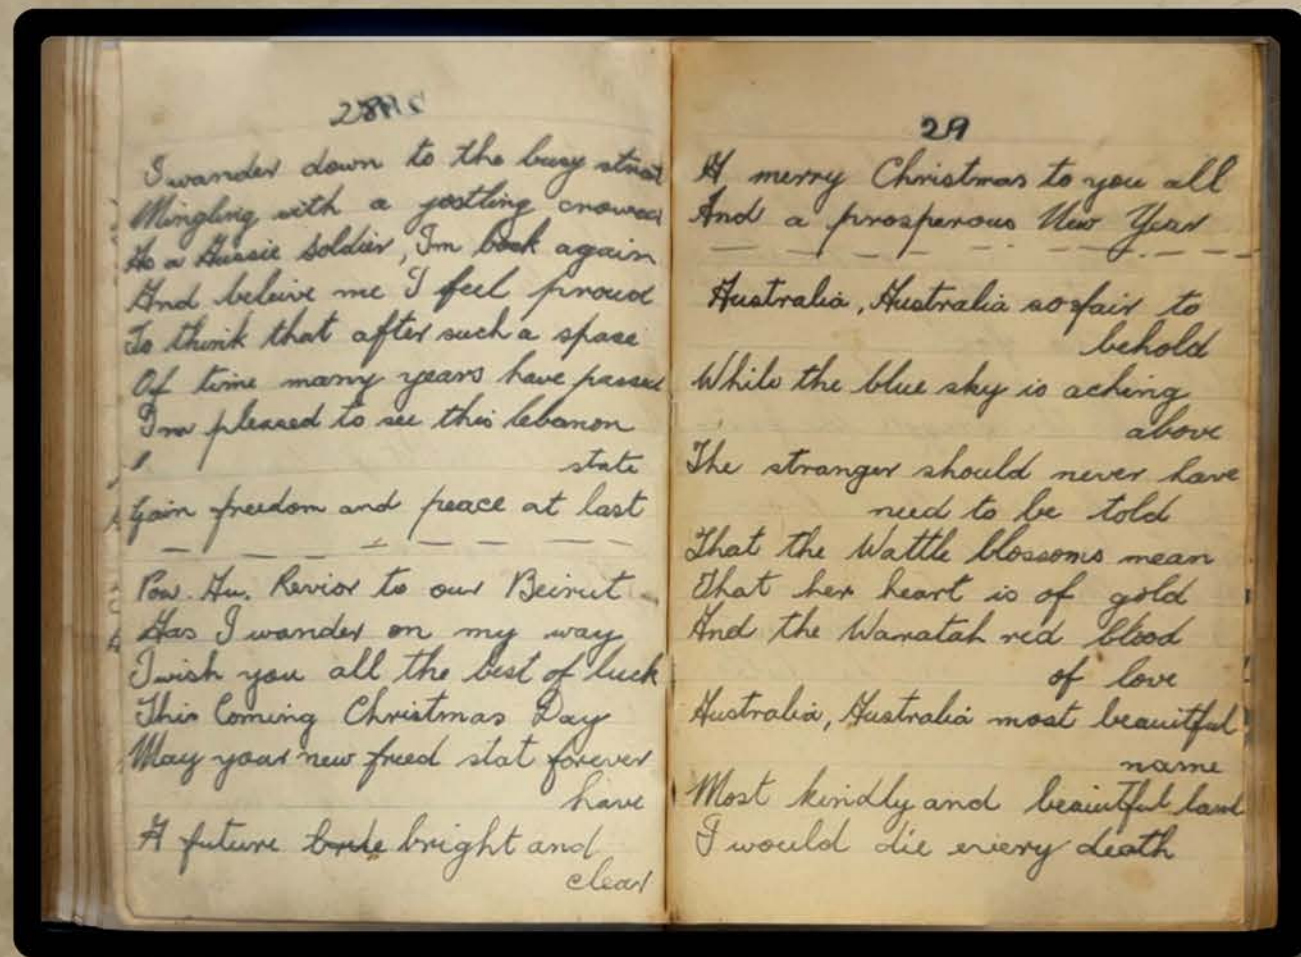 28
I wander down to the busy street
Mingling with a jostling crowed
As a Aussie Soldier, Im back again
And beleive me I feel proud
To think that after such a space
Of time many years have passed
I'm pleased to see this lebanon
state
Gain freedom and peace at last
Pow. Au. Revior to our Beirut
Has I wander on my way
I wish you all the best of luck
This Coming Christmas Day
May your new freed stat forever
have
A future bright and
clear
29
A merry Christmas to you all
And a prosperous New Year
Australia, Australia so fair to
behold
While the blue sky is aching
above
The stranger should never have
need to be told
That the Wattle blossoms mean
That her heart is of gold
And the Waratah red blood
of love
Australia, Australia most beauitful
name
Most kindly and beauitful land
I would die every death